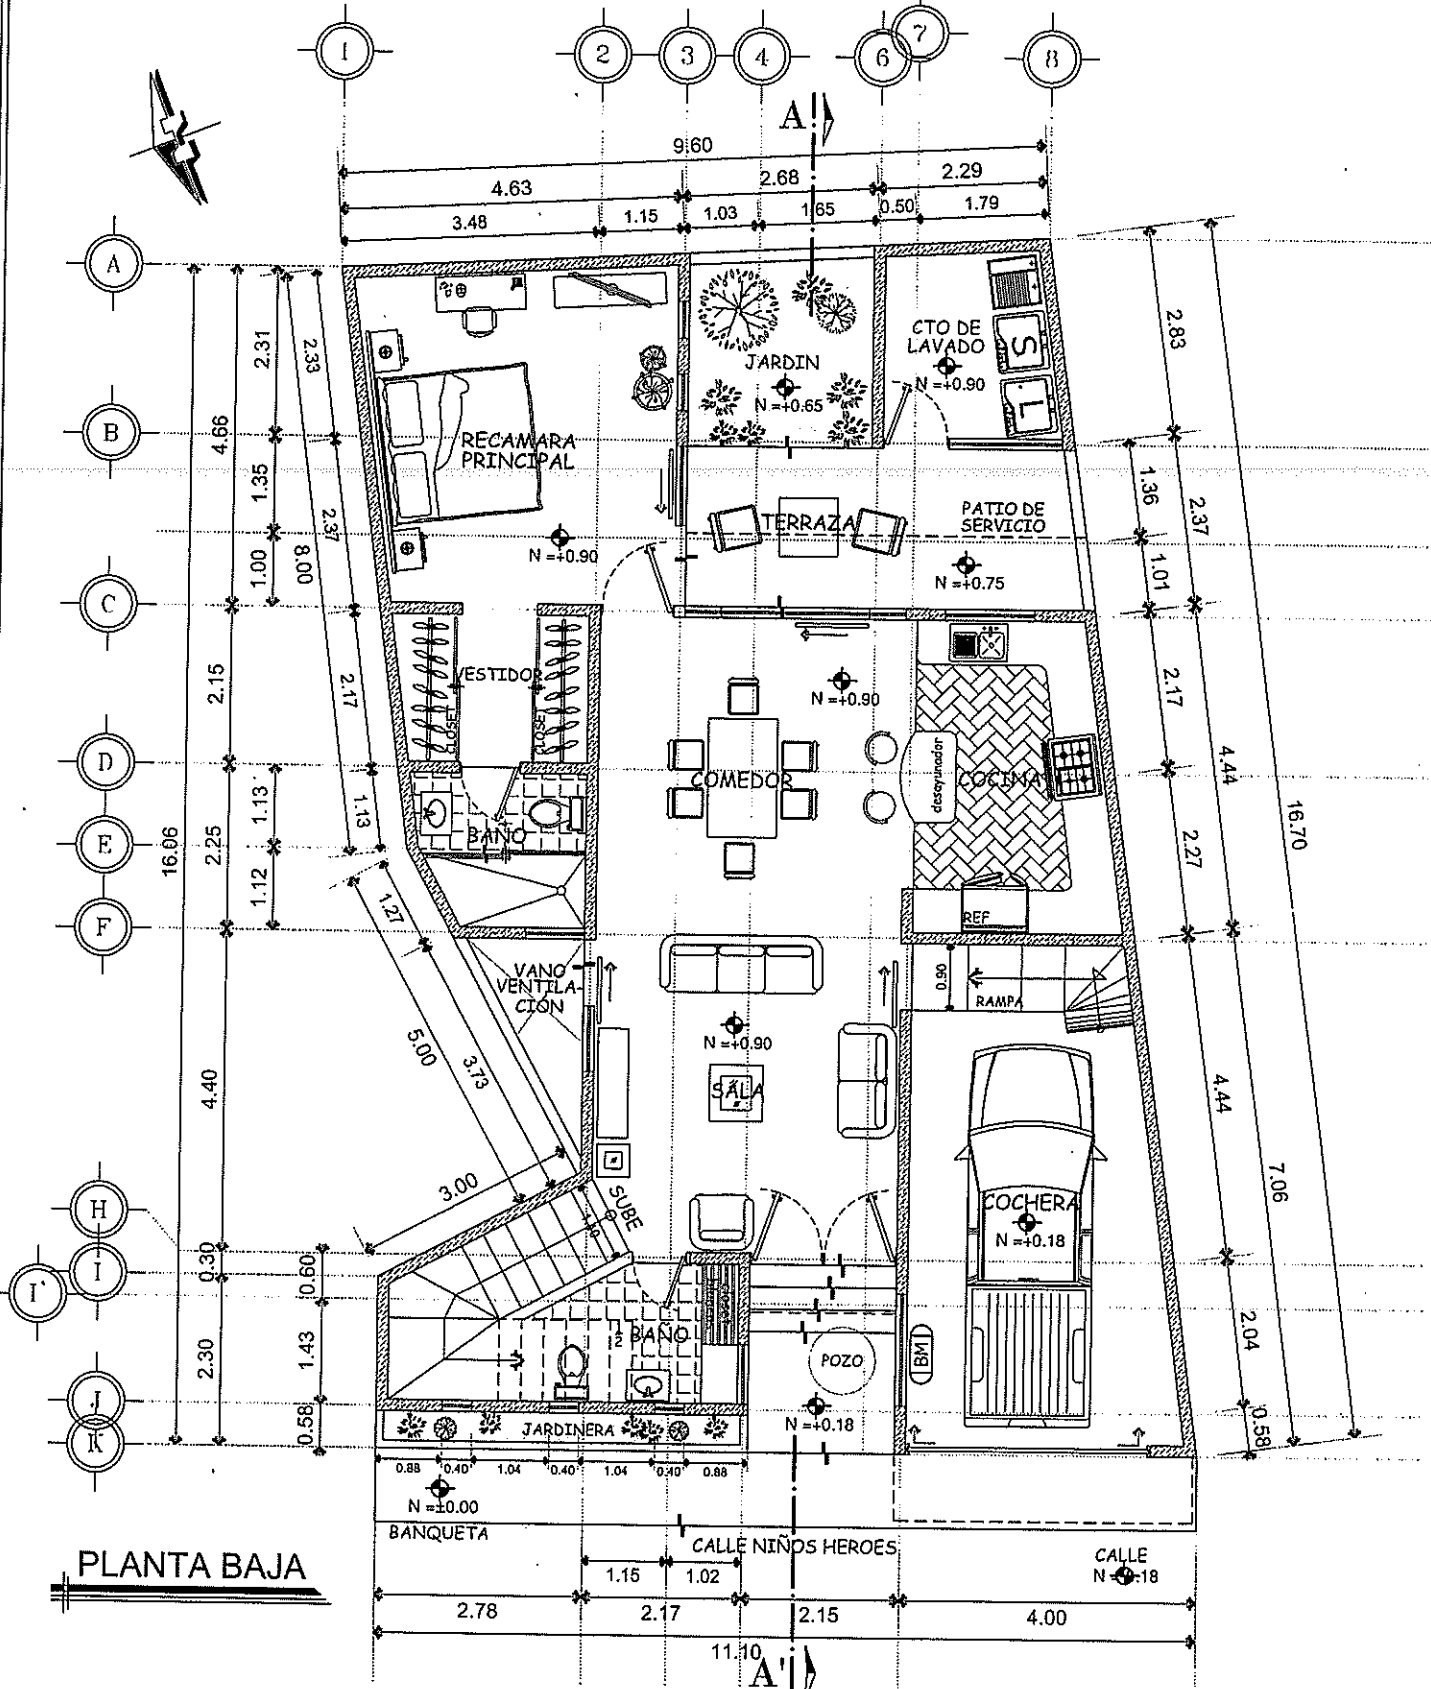 1
2
3
4
6
7
8
A
9.60
4.63
2.68
2.29
3.48
1.15
1.03
1.65
0.50
1.79
A
B
C
D
E
F
H
I
I'
J
K
16.06
4.66
2.15
2.25
4.40
0.30
2.30
2.31
1.35
1.00
1.13
1.12
0.60
1.43
0.58
2.33
2.37
8.00
2.17
1.13
1.27
5.00
3.73
3.00
2.83
1.36
2.37
1.01
2.17
4.44
2.27
16.70
4.44
7.06
2.04
0.58
JARDIN
N =+0.65
CTO DE
LAVADO
N =+0.90
S
L
RECAMARA
PRINCIPAL
N =+0.90
TERRAZA
PATIO DE
SERVICIO
N =+0.75
VESTIDOR
CLOSET
CLOSET
N =+0.90
COMEDOR
desayunador
COCINA
BAÑO
REF
VANO
VENTILA-
CION
0.90
RAMPA
N =+0.90
SALA
SUBE
COCHERA
N =+0.18
1/2 BAÑO
POZO
BM
N =+0.18
JARDINERA
0.88
0.40
1.04
0.40
1.04
0.40
0.88
N =±0.00
BANQUETA
CALLE NIÑOS HEROES
CALLE
N =-18
PLANTA BAJA
1.15
1.02
2.78
2.17
2.15
4.00
11.10
A'